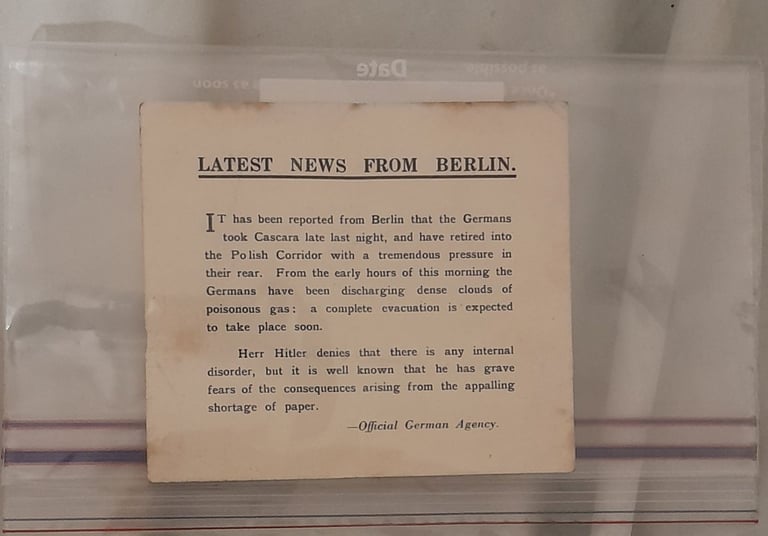 Date
as possible
as soon
LATEST NEWS FROM BERLIN.
IT has been reported from Berlin that the Germans
took Cascara late last night, and have retired into
the Polish Corridor with a tremendous pressure in
their rear. From the early hours of this morning the
Germans have been discharging dense clouds of
poisonous gas: a complete evacuation is expected
to take place soon.
Herr Hitler denies that there is any internal
disorder, but it is well known that he has grave
fears of the consequences arising from the appalling
shortage of paper.
—Official German Agency.